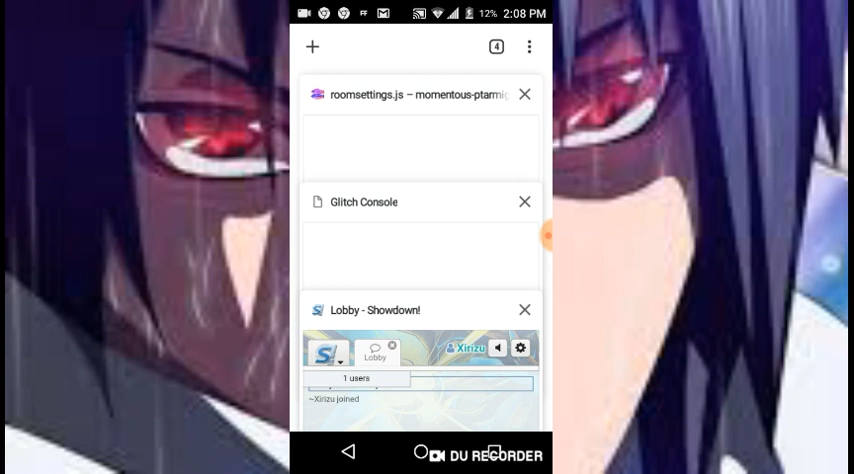 FF 12% 2:08 PM
4
roomsettings.js – momentous-ptarmig
Glitch Console
Lobby - Showdown!
S! Lobby Xirizu
1 users
~Xirizu joined
DU RECORDER